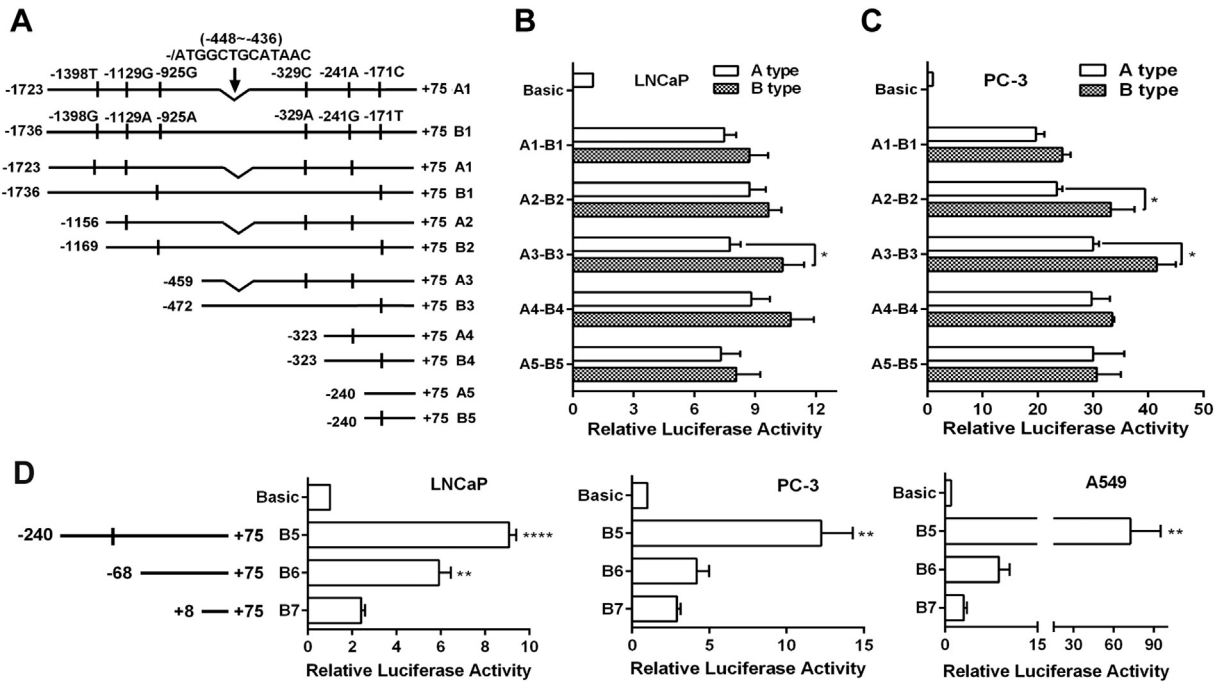 A
(-448~-436)
-/ATGGCTGCATAAC
-1398T -1129G -925G -329C -241A -171C
-1723 +75 A1
-1398G -1129A -925A -329A -241G -171T
-1736 +75 B1
-1723 +75 A1
-1736 +75 B1
-1156 +75 A2
-1169 +75 B2
-459 +75 A3
-472 +75 B3
-323 +75 A4
-323 +75 B4
-240 +75 A5
-240 +75 B5
B
LNCaP
A type
B type
Basic
A1-B1
A2-B2
A3-B3
*
A4-B4
A5-B5
0 3 6 9 12
Relative Luciferase Activity
C
PC-3
A type
B type
Basic
A1-B1
A2-B2
*
A3-B3
*
A4-B4
A5-B5
0 10 20 30 40 50
Relative Luciferase Activity
D
-240 +75
-68 +75
+8 +75
LNCaP
Basic
B5
****
B6
**
B7
0 2 4 6 8 10
Relative Luciferase Activity
PC-3
Basic
B5
**
B6
B7
0 5 10 15
Relative Luciferase Activity
A549
Basic
B5
**
B6
B7
0 15 30 60 90
Relative Luciferase Activity